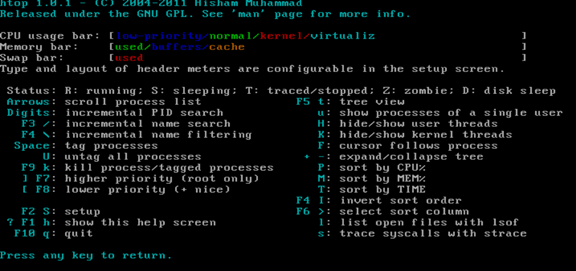 htop 1.0.1 - (C) 2004-2011 Hisham Muhammad
Released under the GNU GPL. See 'man' page for more info.
CPU usage bar: [low-priority/normal/kernel/virtualiz ]
Memory bar: [used/buffers/cache ]
Swap bar: [used ]
Type and layout of header meters are configurable in the setup screen.
Status: R: running; S: sleeping; T: traced/stopped; Z: zombie; D: disk sleep
Arrows: scroll process list F5 t: tree view
Digits: incremental PID search u: show processes of a single user
F3 /: incremental name search H: hide/show user threads
F4 \: incremental name filtering K: hide/show kernel threads
Space: tag processes F: cursor follows process
U: untag all processes + -: expand/collapse tree
F9 k: kill process/tagged processes P: sort by CPU%
] F7: higher priority (root only) M: sort by MEM%
[ F8: lower priority (+ nice) T: sort by TIME
F4 I: invert sort order
F2 S: setup F6 >: select sort column
? F1 h: show this help screen l: list open files with lsof
F10 q: quit s: trace syscalls with strace
Press any key to return.